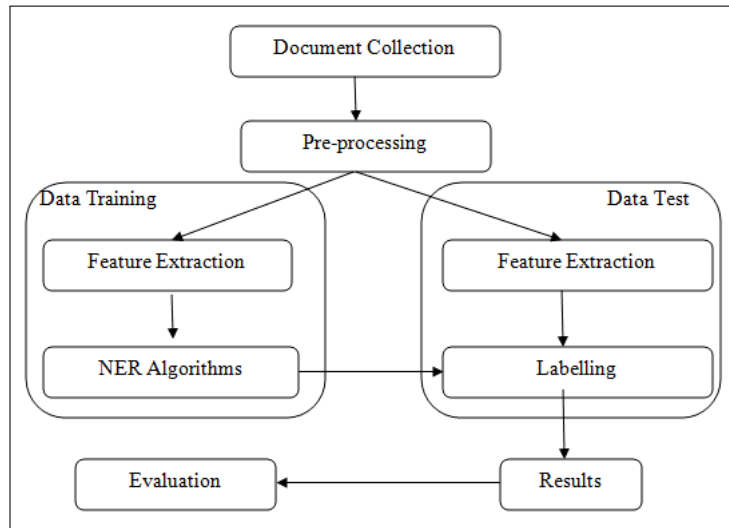 Document Collection
Pre-processing
Data Training
Data Test
Feature Extraction
Feature Extraction
NER Algorithms
Labelling
Evaluation
Results